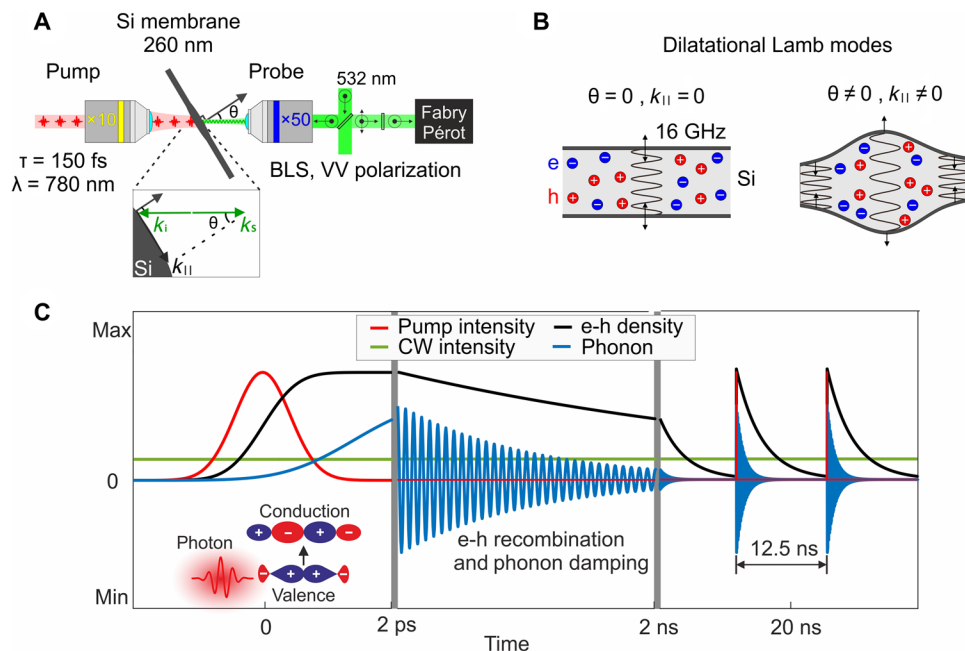 A
Si membrane
260 nm
Pump
Probe
532 nm
θ
×10
×50
Fabry
Pérot
τ = 150 fs
λ = 780 nm
BLS, VV polarization
θ
ki
ks
k||
Si
B
Dilatational Lamb modes
θ = 0 , k|| = 0
θ ≠ 0 , k|| ≠ 0
16 GHz
e
h
Si
C
Max
0
Min
Pump intensity
e-h density
CW intensity
Phonon
Conduction
+ − + −
Photon
− + + −
Valence
e-h recombination
and phonon damping
12.5 ns
0
2 ps
2 ns
20 ns
Time